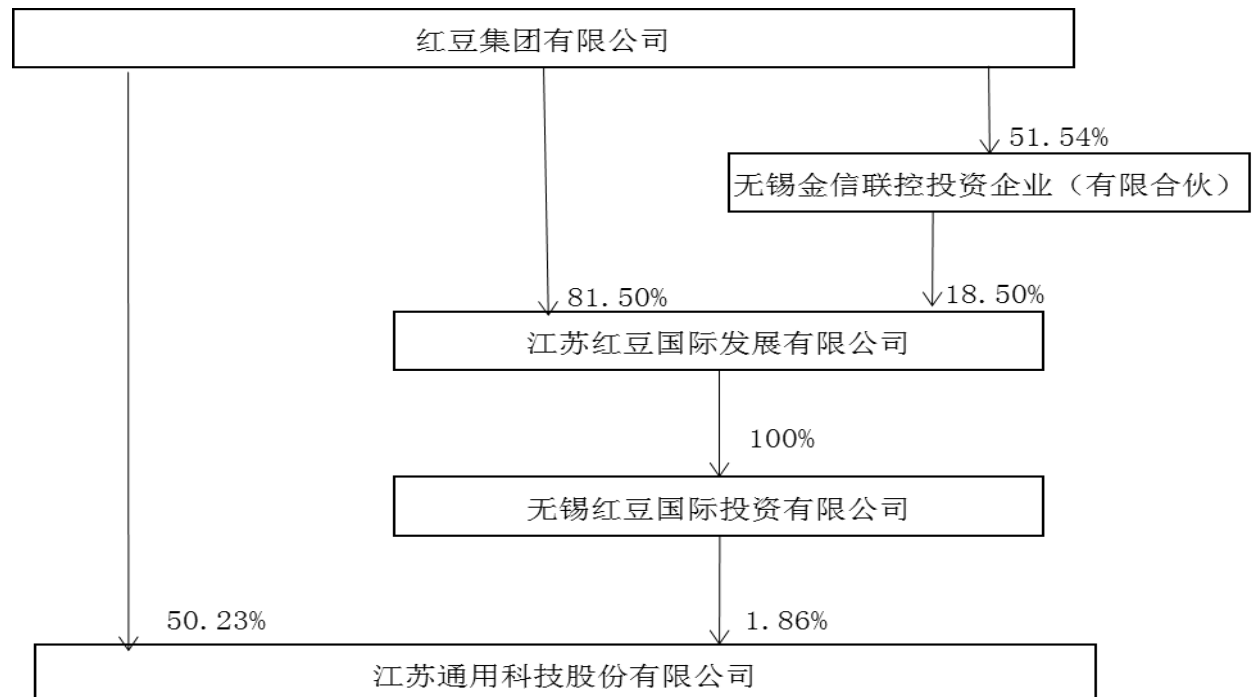 红豆集团有限公司
51.54%
无锡金信联控投资企业（有限合伙）
81.50%
18.50%
江苏红豆国际发展有限公司
100%
无锡红豆国际投资有限公司
50.23%
1.86%
江苏通用科技股份有限公司